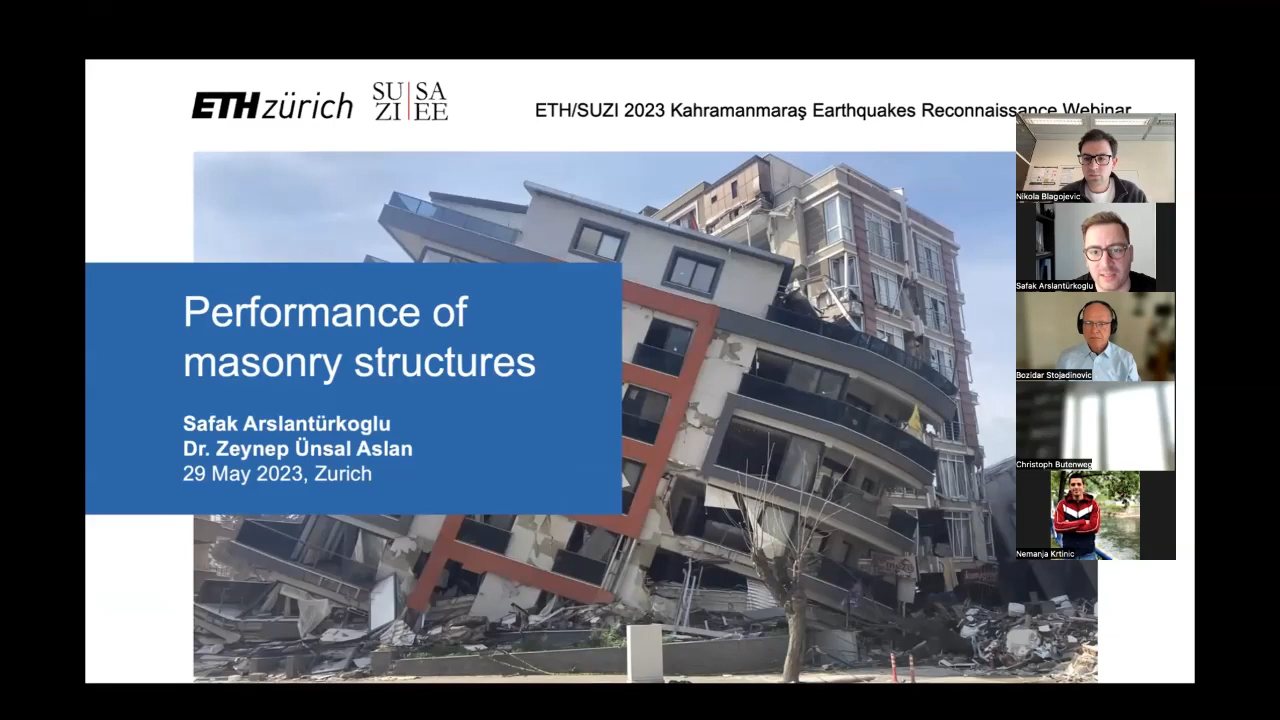 ETH zürich
SU|SA
ZI|EE
ETH/SUZI 2023 Kahramanmaraş Earthquakes Reconnaissance Webinar
Performance of
masonry structures
Safak Arslantürkoglu
Dr. Zeynep Ünsal Aslan
29 May 2023, Zurich
Nikola Blagojevic
Safak Arslantürkoglu
Bozidar Stojadinovic
Christoph Butenweg
Nemanja Krtinic